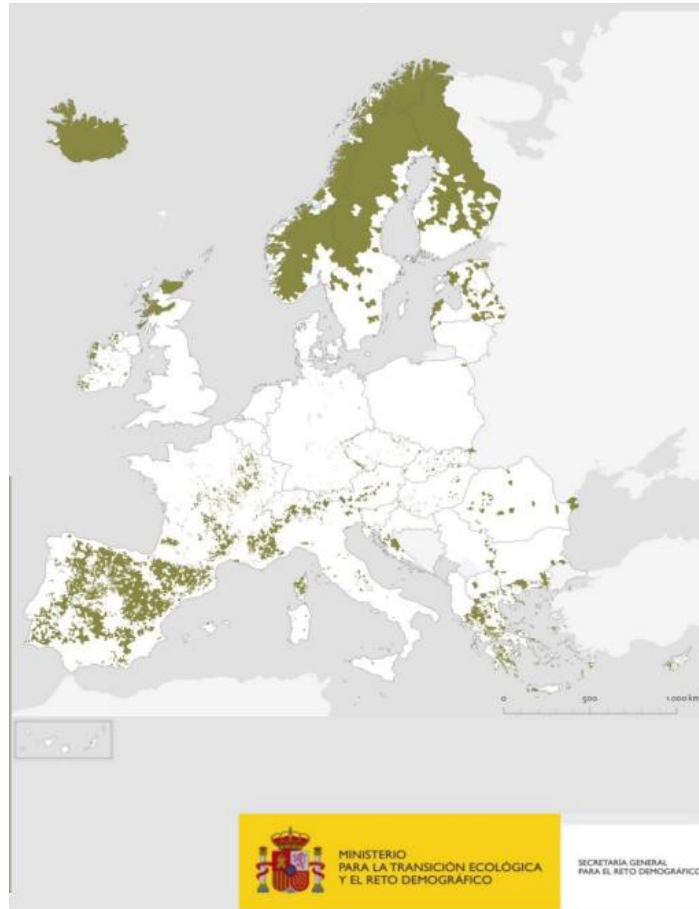 0 500 1.000 km
MINISTERIO
PARA LA TRANSICIÓN ECOLÓGICA
Y EL RETO DEMOGRÁFICO
SECRETARÍA GENERAL
PARA EL RETO DEMOGRÁFICO